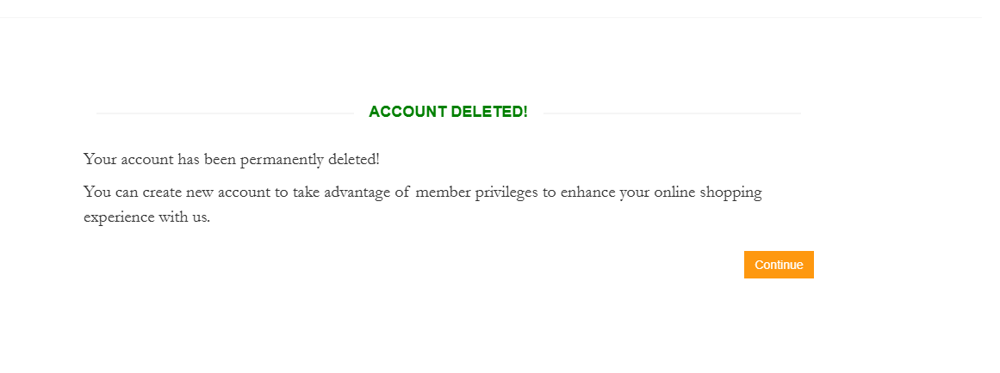 ACCOUNT DELETED!
Your account has been permanently deleted!
You can create new account to take advantage of member privileges to enhance your online shopping
experience with us.
Continue